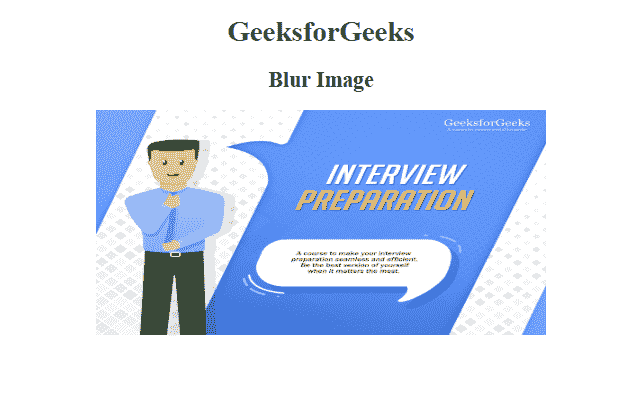 GeeksforGeeks
Blur Image
GeeksforGeeks
INTERVIEW
PREPARATION
A course to make your interview
preparation seamless and efficient.
Be the best version of yourself
when it matters the most.